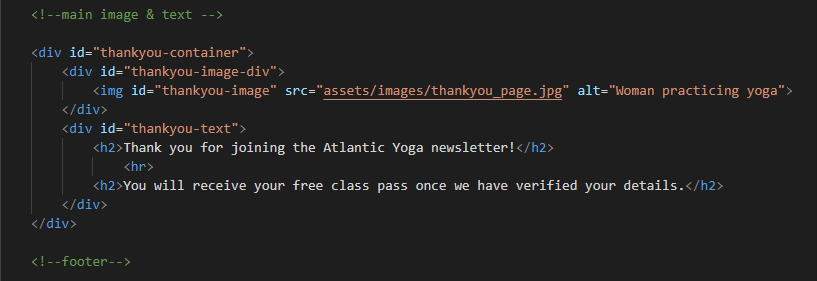 <!--main image & text -->
<div id="thankyou-container">
<div id="thankyou-image-div">
<img id="thankyou-image" src="assets/images/thankyou_page.jpg" alt="Woman practicing yoga">
</div>
<div id="thankyou-text">
<h2>Thank you for joining the Atlantic Yoga newsletter!</h2>
<hr>
<h2>You will receive your free class pass once we have verified your details.</h2>
</div>
</div>
<!--footer-->